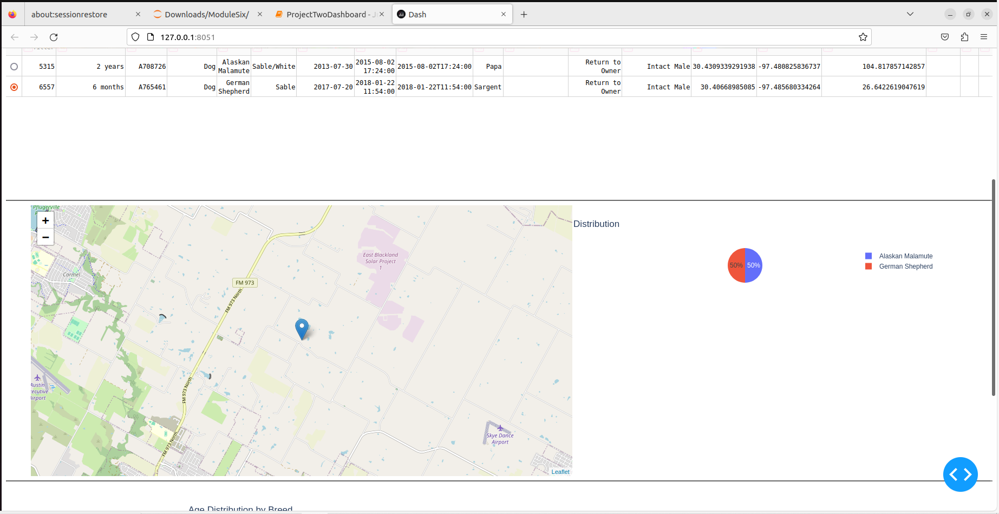 about:sessionrestore
Downloads/ModuleSix/
ProjectTwoDashboard - J
Dash
127.0.0.1:8051
5315 2 years A708726 Dog Alaskan Malamute Sable/White 2013-07-30 2015-08-02 17:24:00 2015-08-02T17:24:00 Papa Return to Owner Intact Male 30.4309339291938 -97.480825836737 104.817857142857
6557 6 months A765461 Dog German Shepherd Sable 2017-07-20 2018-01-22 11:54:00 2018-01-22T11:54:00 Sargent Return to Owner Intact Male 30.40668985085 -97.485680334264 26.6422619047619
Pflugerville
+
−
East Blackland
Solar Project
1
Carmel
FM 973
FM 973 North
FM 973 North
FM 973 North
Austin
xecutive
Airport
Skye Dance
Airport
Leaflet
Distribution
50% 50%
Alaskan Malamute
German Shepherd
Age Distribution by Breed